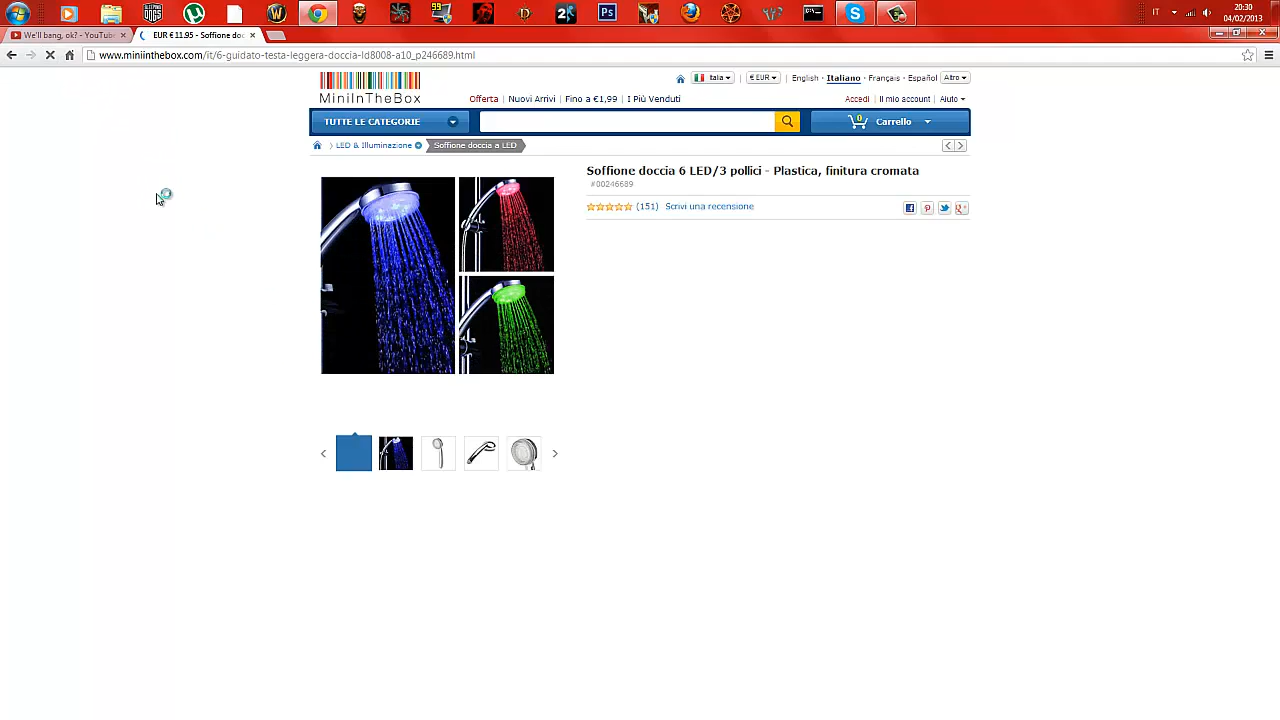 20:30
IT
04/02/2013
We'll bang, ok? - YouTube
EUR € 11.95 - Soffione doc
www.miniinthebox.com/it/6-guidato-testa-leggera-doccia-ld8008-a10_p246689.html
MiniInTheBox
Italia
€ EUR
English · Italiano · Français · Español
Altro
Offerta | Nuovi Arrivi | Fino a €1,99 | I Più Venduti
Accedi | Il mio account | Aiuto
TUTTE LE CATEGORIE
0
Carrello
LED & Illuminazione
Soffione doccia a LED
Soffione doccia 6 LED/3 pollici - Plastica, finitura cromata
#00246689
(151) Scrivi una recensione